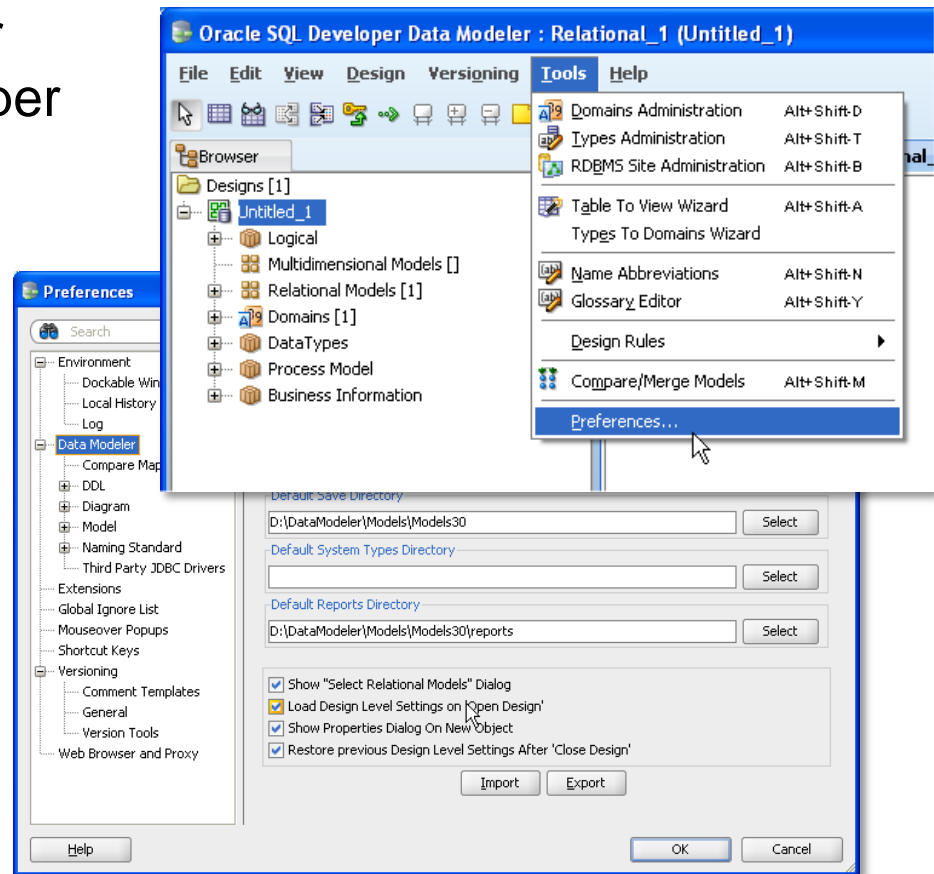 Oracle SQL Developer Data Modeler : Relational_1 (Untitled_1)
File Edit View Design Versioning Tools Help
Browser
Designs [1]
Untitled_1
Logical
Multidimensional Models []
Relational Models [1]
Domains [1]
DataTypes
Process Model
Business Information
Domains Administration Alt+Shift-D
Types Administration Alt+Shift-T
RDBMS Site Administration Alt+Shift-B
Table To View Wizard Alt+Shift-A
Types To Domains Wizard
Name Abbreviations Alt+Shift-N
Glossary Editor Alt+Shift-Y
Design Rules
Compare/Merge Models Alt+Shift-M
Preferences...
Preferences
Search
Environment
Dockable Win
Local History
Log
Data Modeler
Compare Map
DDL
Diagram
Model
Naming Standard
Third Party JDBC Drivers
Extensions
Global Ignore List
Mouseover Popups
Shortcut Keys
Versioning
Comment Templates
General
Version Tools
Web Browser and Proxy
Default Save Directory
D:\DataModeler\Models\Models30 Select
Default System Types Directory
Select
Default Reports Directory
D:\DataModeler\Models\Models30\reports Select
Show "Select Relational Models" Dialog
Load Design Level Settings on 'Open Design'
Show Properties Dialog On New Object
Restore previous Design Level Settings After 'Close Design'
Import Export
Help OK Cancel